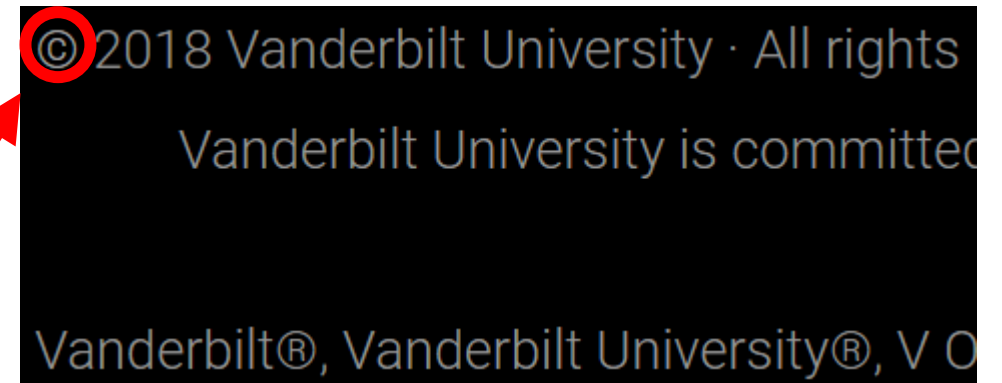 © 2018 Vanderbilt University · All rights
Vanderbilt University is committed
Vanderbilt®, Vanderbilt University®, V O